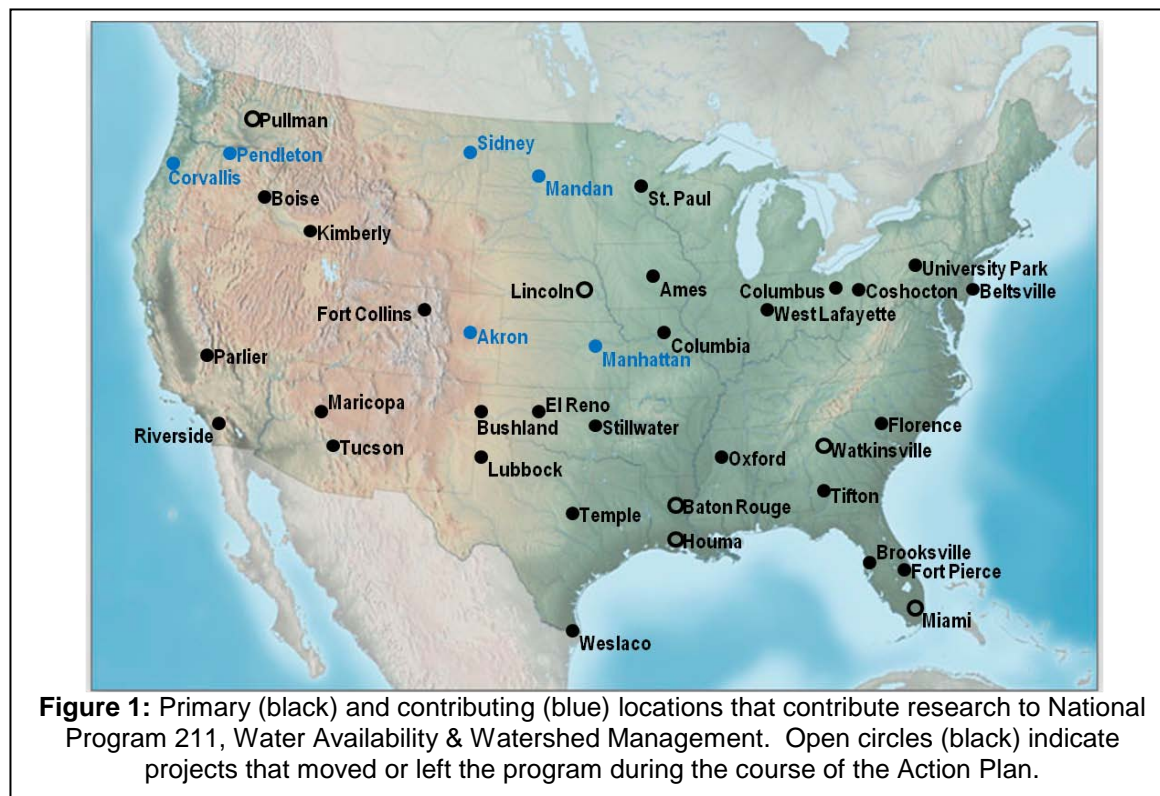 Pullman
Sidney
Pendleton
Corvallis
Mandan
St. Paul
Boise
Kimberly
University Park
Lincoln
Ames
Columbus
Coshocton
Beltsville
Fort Collins
West Lafayette
Akron
Columbia
Manhattan
Parlier
Maricopa
El Reno
Riverside
Bushland
Stillwater
Florence
Tucson
Watkinsville
Lubbock
Oxford
Tifton
Baton Rouge
Temple
Houma
Brooksville
Fort Pierce
Miami
Weslaco
Figure 1: Primary (black) and contributing (blue) locations that contribute research to National
Program 211, Water Availability & Watershed Management. Open circles (black) indicate
projects that moved or left the program during the course of the Action Plan.